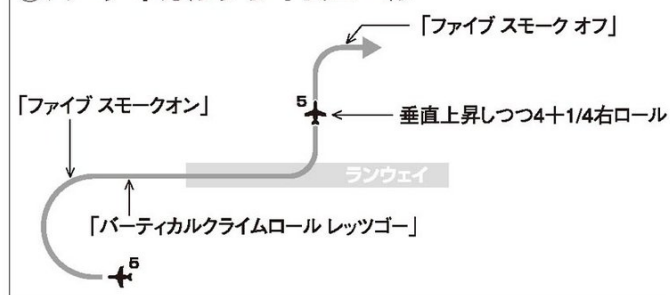 「ファイブ スモーク オフ」
「ファイブ スモークオン」
5
垂直上昇しつつ4+1/4右ロール
ランウェイ
「バーティカルクライムロール レッツゴー」
5